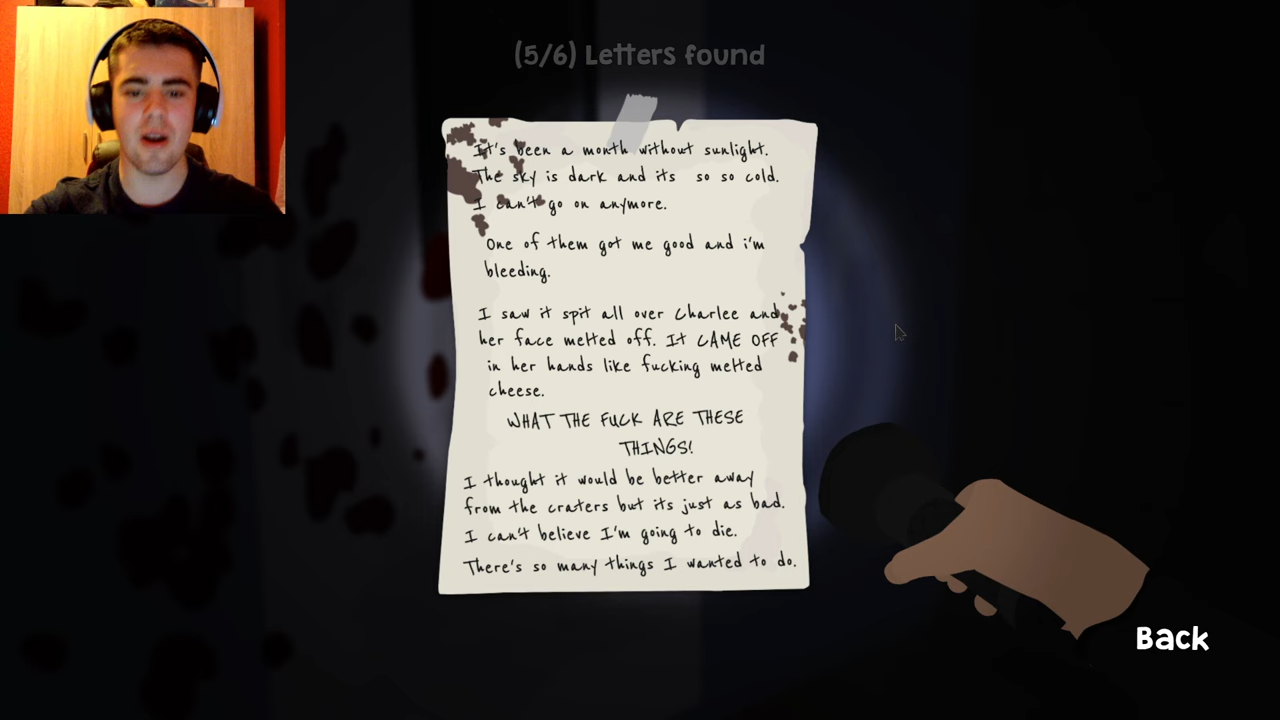 (5/6) Letters found
It's been a month without sunlight.
The sky is dark and its so so cold.
I can't go on anymore.
One of them got me good and i'm
bleeding.
I saw it spit all over Charlee and
her face melted off. It CAME OFF
in her hands like fucking melted
cheese.
WHAT THE FUCK ARE THESE
THINGS!
I thought it would be better away
from the craters but its just as bad.
I can't believe I'm going to die.
There's so many things I wanted to do.
Back